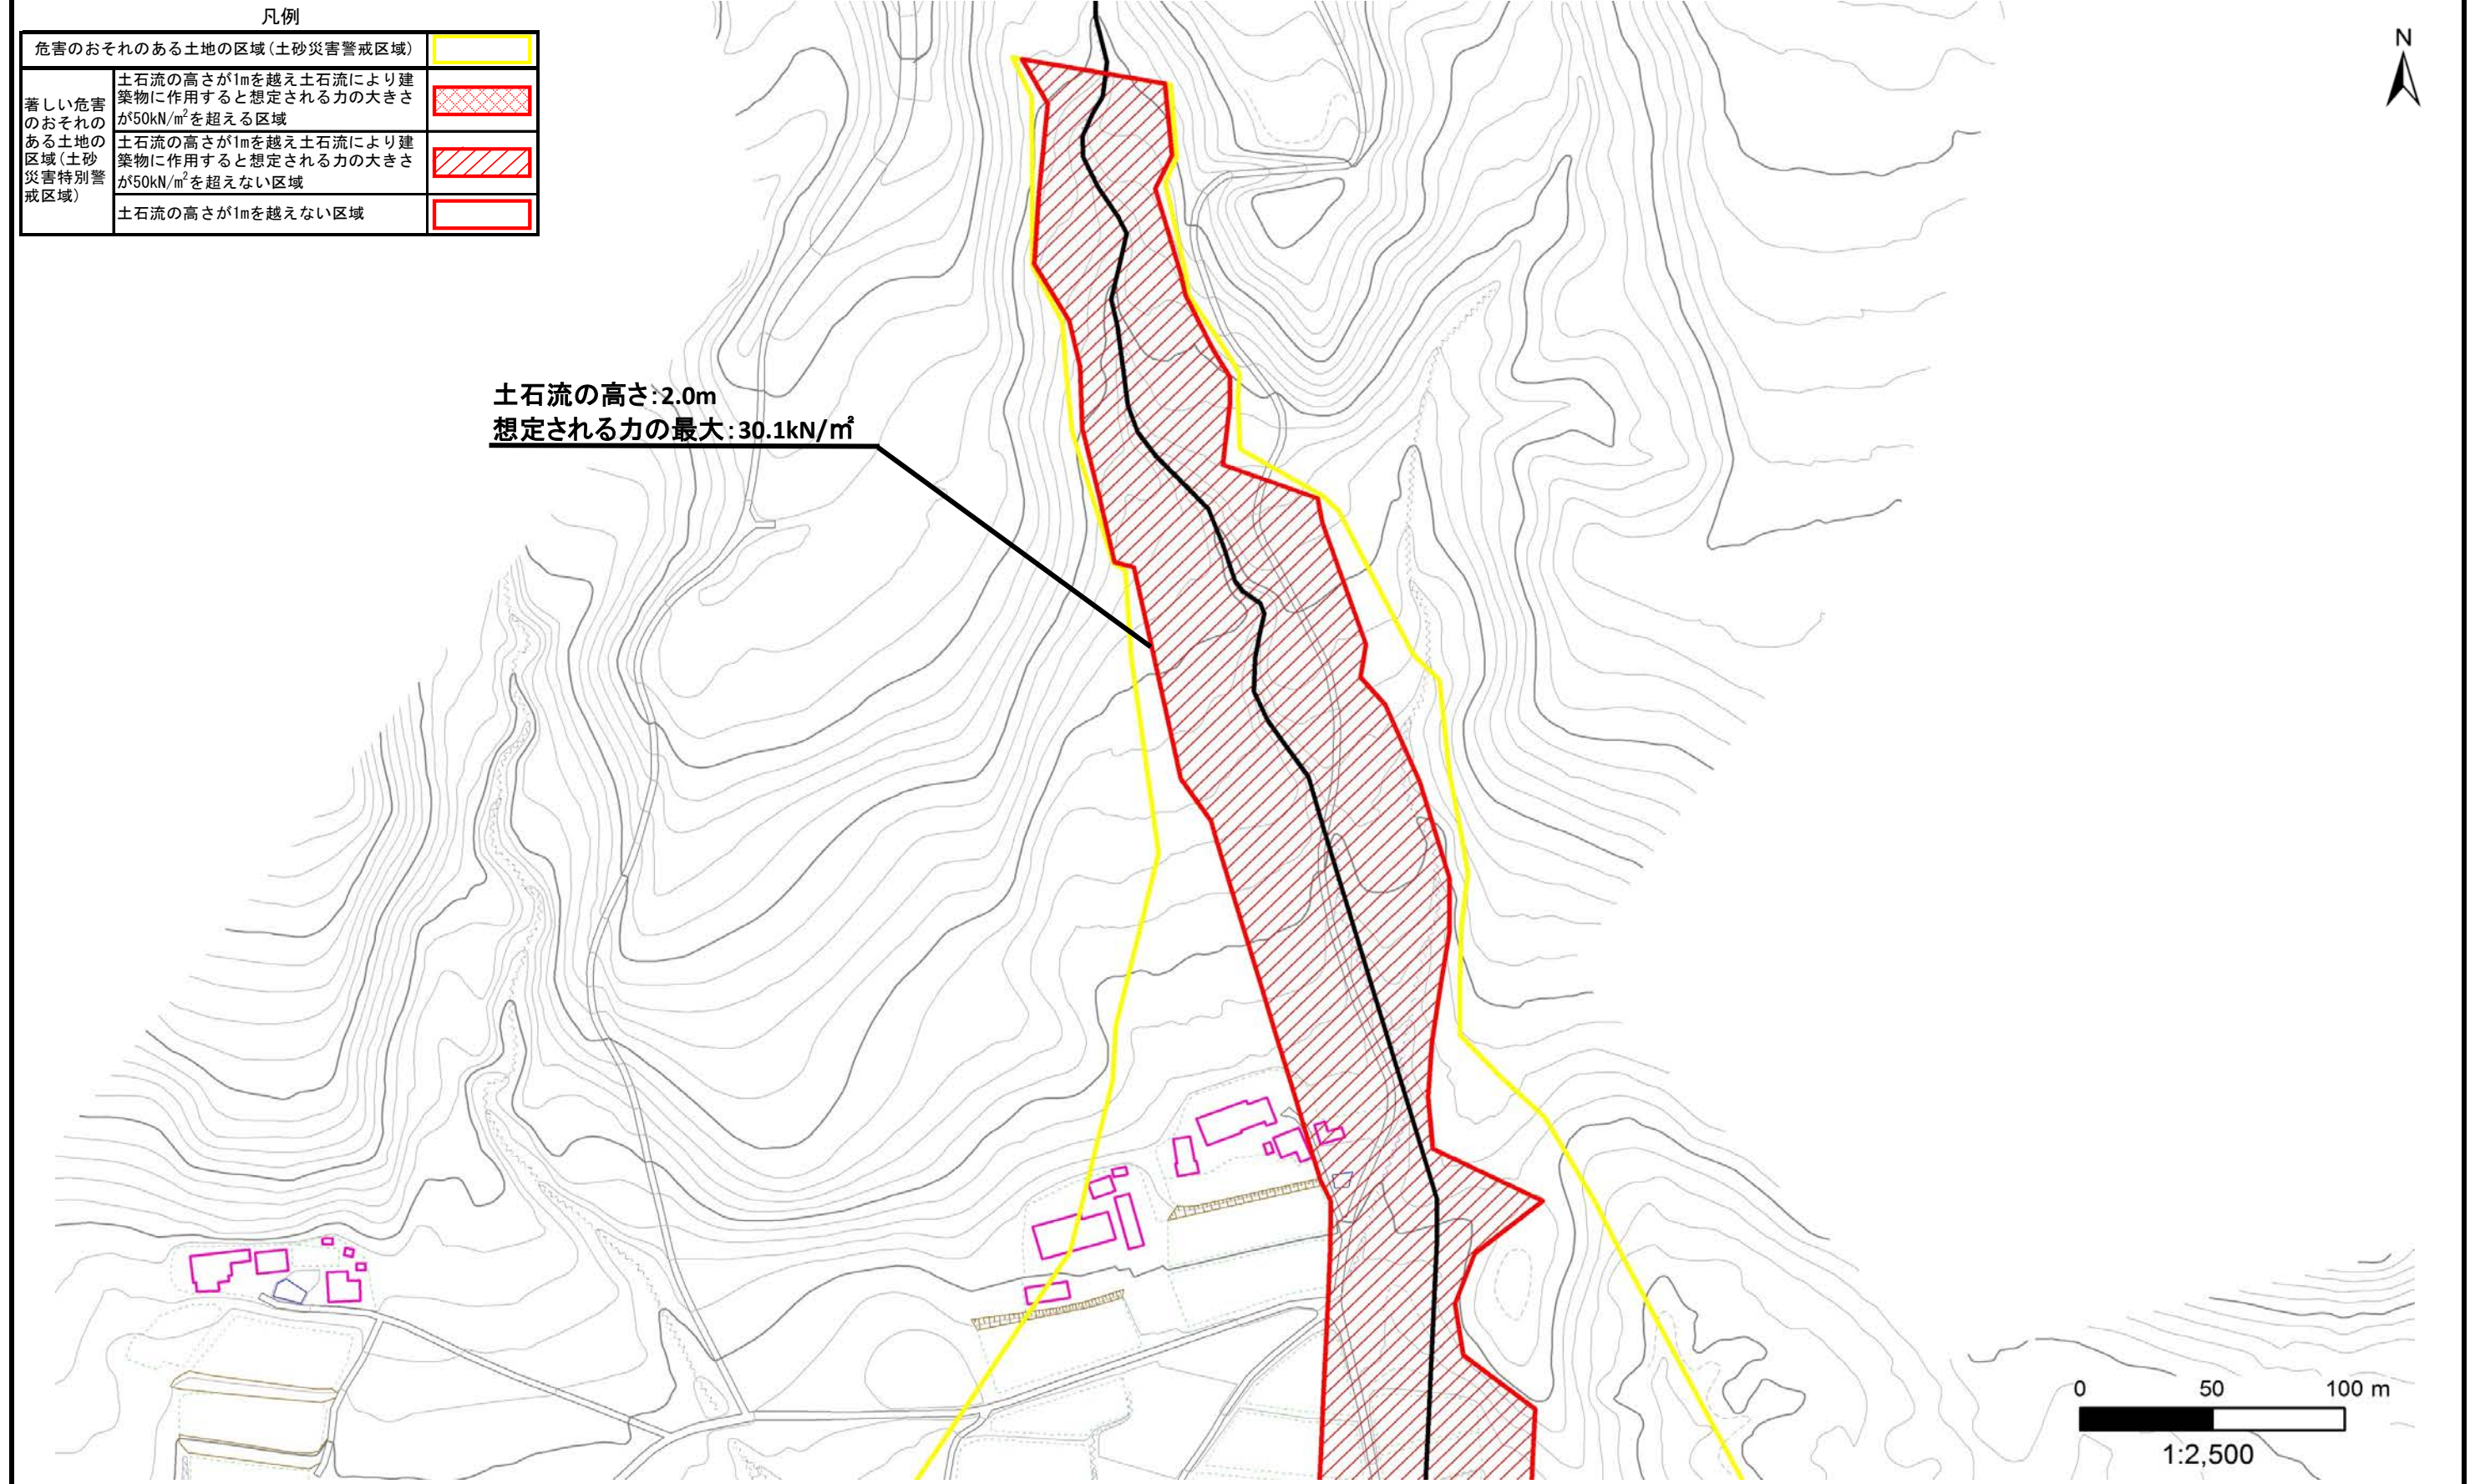 凡例
危害のおそれのある土地の区域(土砂災害警戒区域)
著しい危害
のおそれの
ある土地の
区域(土砂
災害特別警
戒区域)
土石流の高さが1mを越え土石流により建
築物に作用すると想定される力の大きさ
が50kN/m²を超える区域
土石流の高さが1mを越え土石流により建
築物に作用すると想定される力の大きさ
が50kN/m²を超えない区域
土石流の高さが1mを越えない区域
N
土石流の高さ:2.0m
想定される力の最大:30.1kN/㎡
0 50 100 m
1:2,500